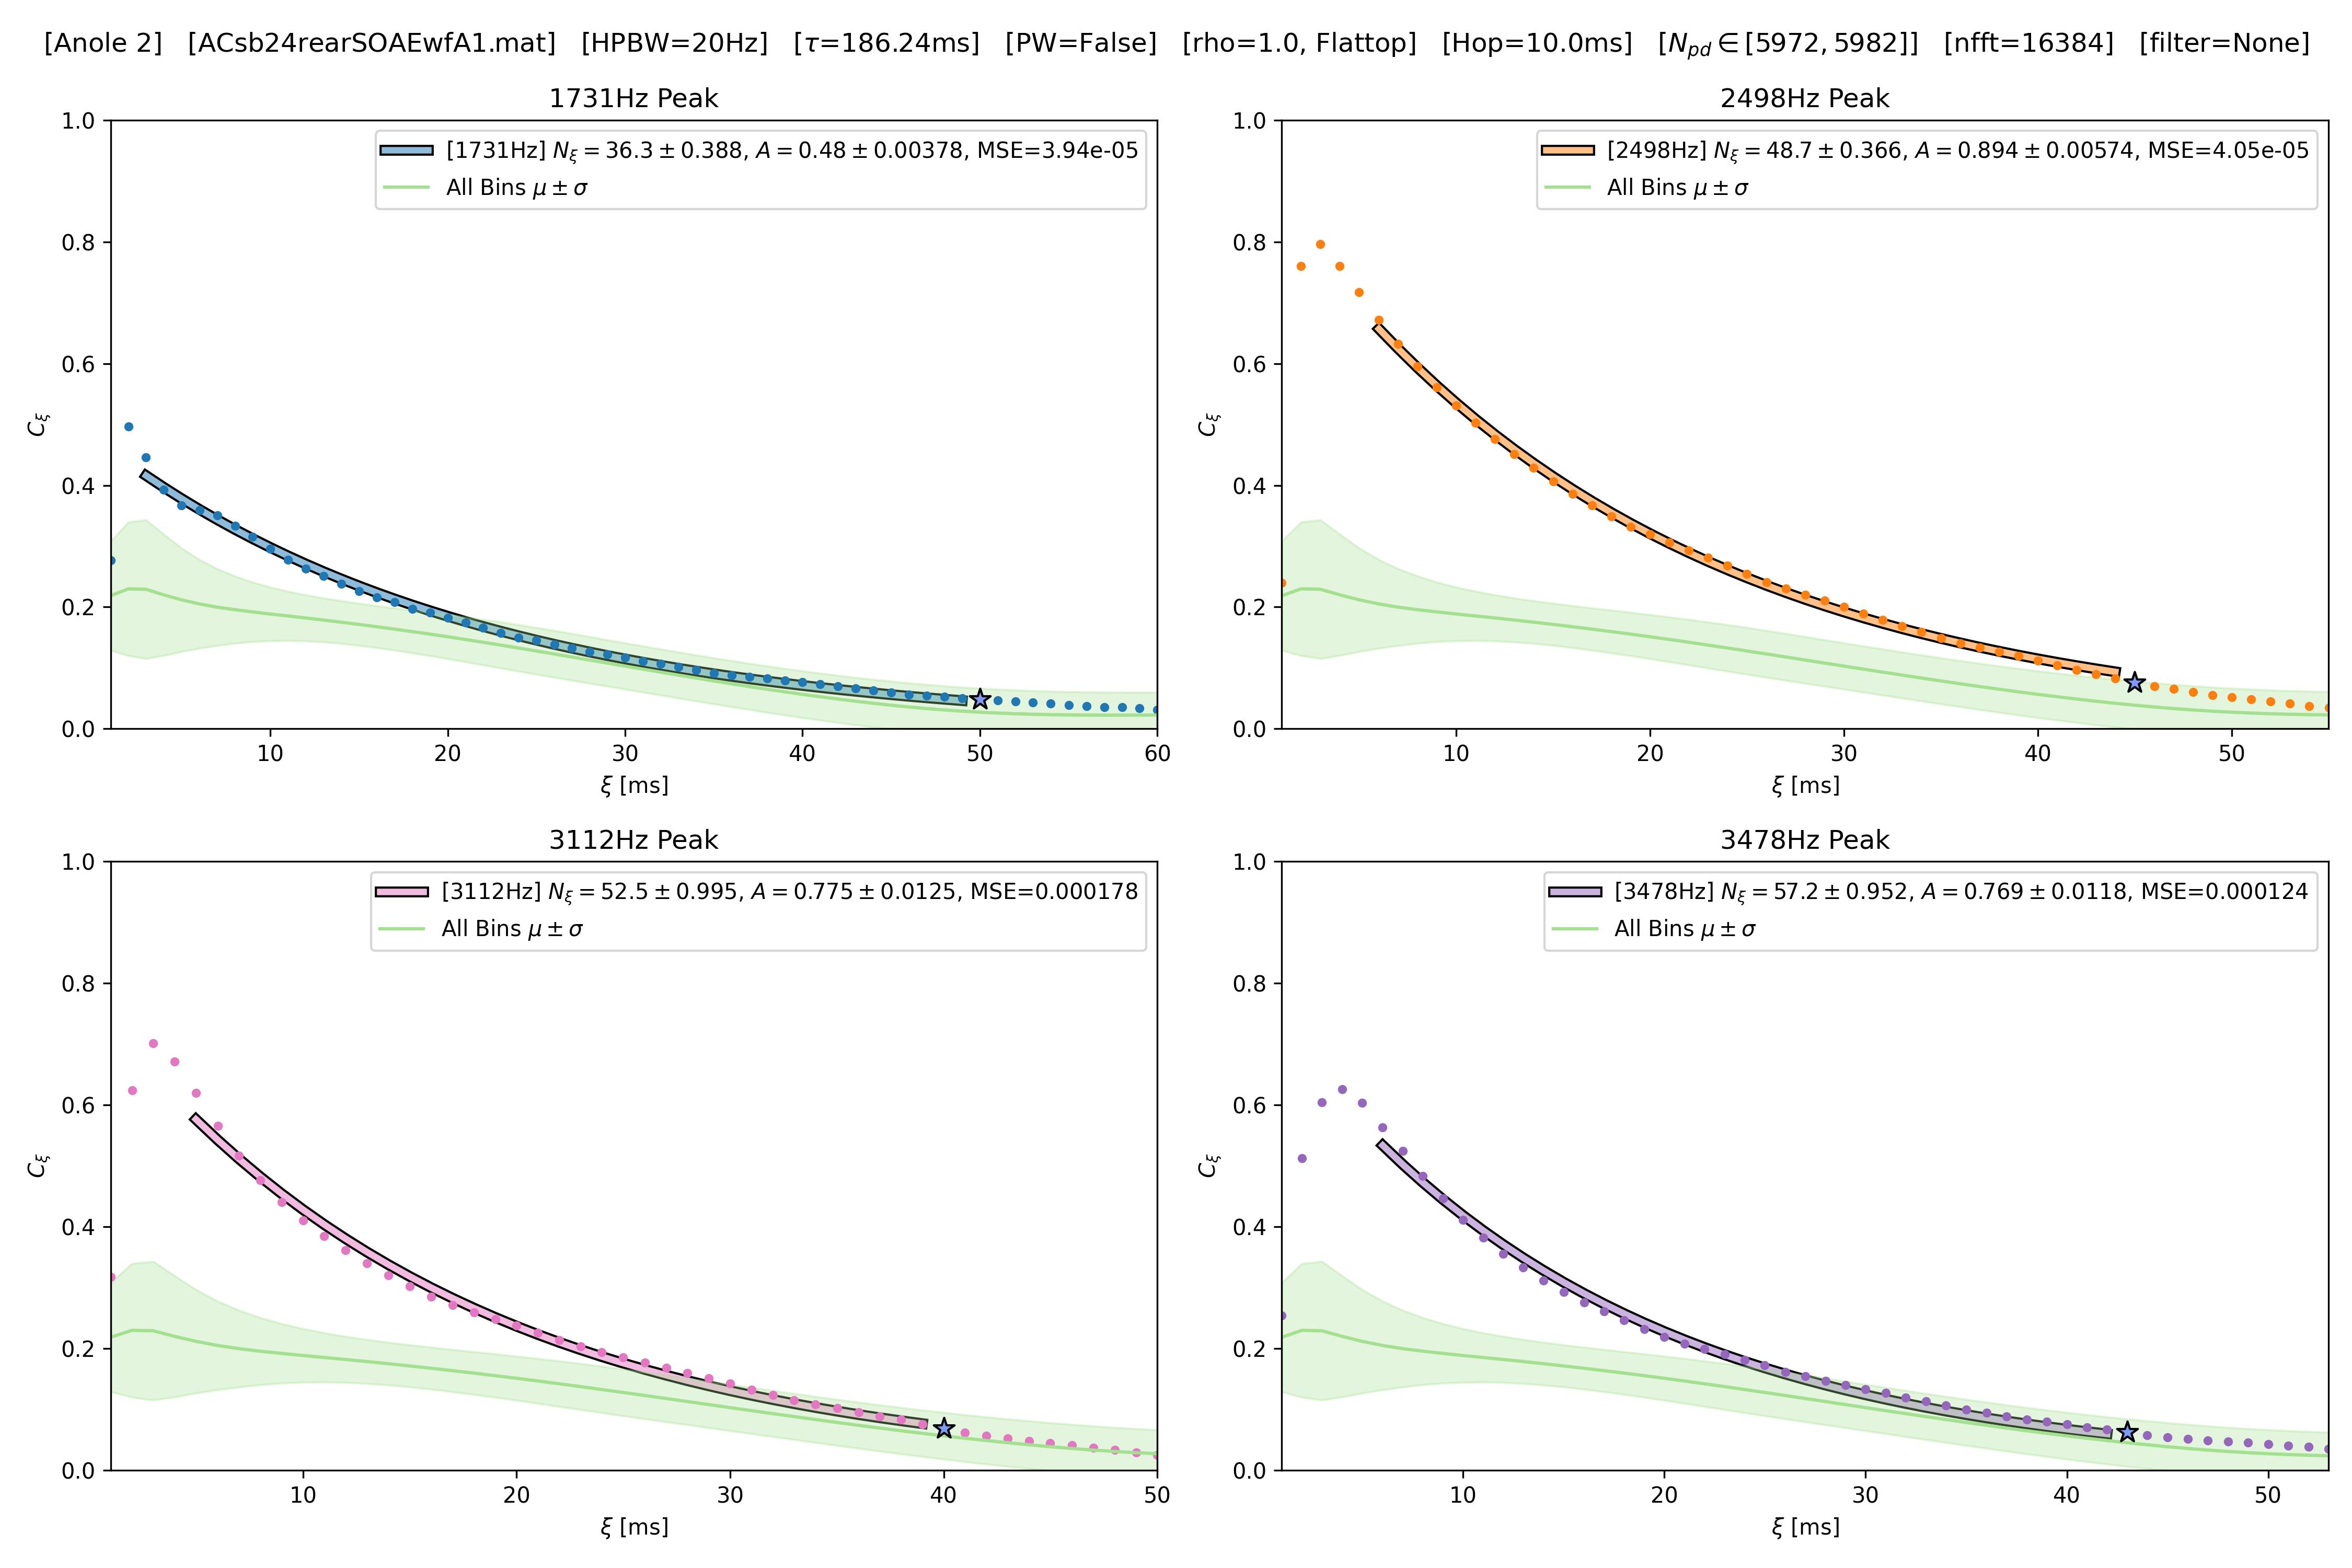 [Anole 2] [ACsb24rearSOAEwfA1.mat] [HPBW=20Hz] [τ=186.24ms] [PW=False] [rho=1.0, Flattop] [Hop=10.0ms] [N_{pd} ∈ [5972, 5982]] [nfft=16384] [filter=None]
1731Hz Peak
1.0
0.8
0.6
0.4
0.2
0.0
C_ξ
[1731Hz] N_ξ = 36.3 ± 0.388, A = 0.48 ± 0.00378, MSE=3.94e-05
All Bins μ ± σ
10 20 30 40 50 60
ξ [ms]
2498Hz Peak
1.0
0.8
0.6
0.4
0.2
0.0
C_ξ
[2498Hz] N_ξ = 48.7 ± 0.366, A = 0.894 ± 0.00574, MSE=4.05e-05
All Bins μ ± σ
10 20 30 40 50
ξ [ms]
3112Hz Peak
1.0
0.8
0.6
0.4
0.2
0.0
C_ξ
[3112Hz] N_ξ = 52.5 ± 0.995, A = 0.775 ± 0.0125, MSE=0.000178
All Bins μ ± σ
10 20 30 40 50
ξ [ms]
3478Hz Peak
1.0
0.8
0.6
0.4
0.2
0.0
C_ξ
[3478Hz] N_ξ = 57.2 ± 0.952, A = 0.769 ± 0.0118, MSE=0.000124
All Bins μ ± σ
10 20 30 40 50
ξ [ms]